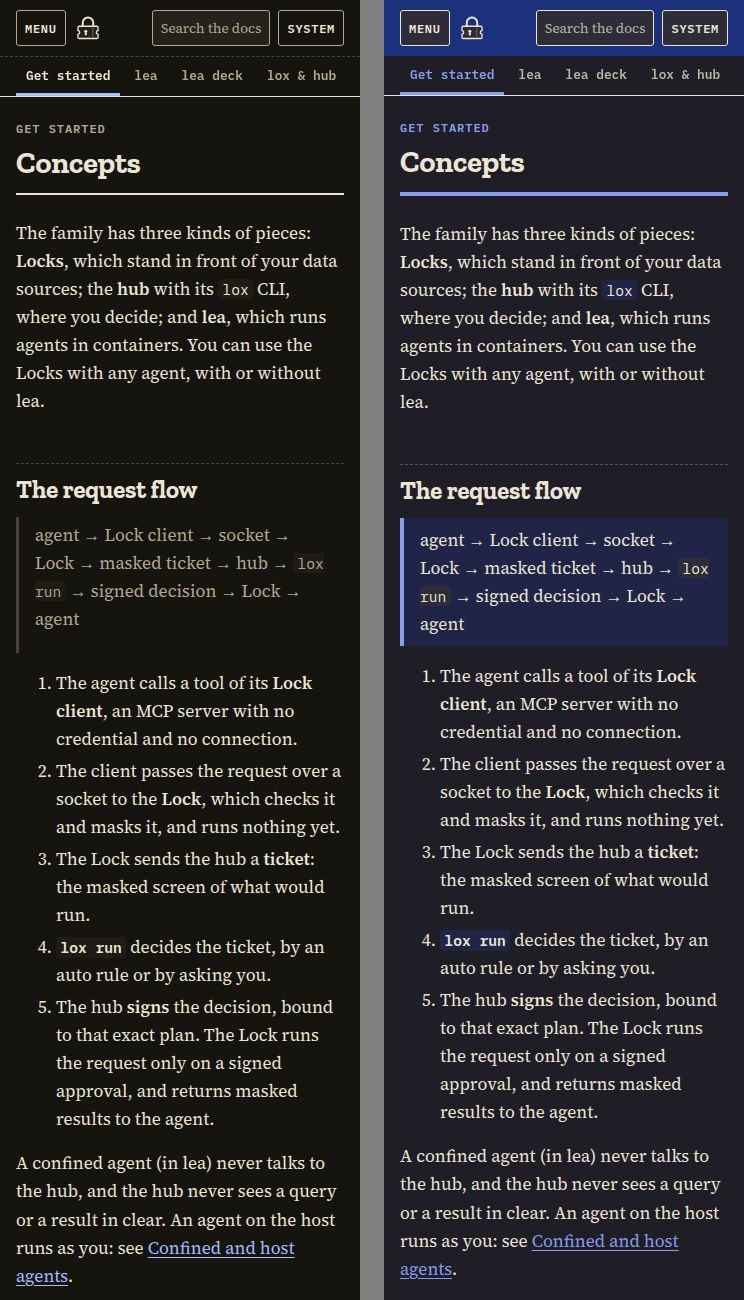 MENU
Search the docs
SYSTEM
Get started
lea
lea deck
lox & hub
GET STARTED
Concepts
The family has three kinds of pieces:
Locks, which stand in front of your data
sources; the hub with its lox CLI,
where you decide; and lea, which runs
agents in containers. You can use the
Locks with any agent, with or without
lea.
The request flow
agent → Lock client → socket →
Lock → masked ticket → hub → lox
run → signed decision → Lock →
agent
1. The agent calls a tool of its Lock
client, an MCP server with no
credential and no connection.
2. The client passes the request over a
socket to the Lock, which checks it
and masks it, and runs nothing yet.
3. The Lock sends the hub a ticket:
the masked screen of what would
run.
4. lox run decides the ticket, by an
auto rule or by asking you.
5. The hub signs the decision, bound
to that exact plan. The Lock runs
the request only on a signed
approval, and returns masked
results to the agent.
A confined agent (in lea) never talks to
the hub, and the hub never sees a query
or a result in clear. An agent on the host
runs as you: see Confined and host
agents.
MENU
Search the docs
SYSTEM
Get started
lea
lea deck
lox & hub
GET STARTED
Concepts
The family has three kinds of pieces:
Locks, which stand in front of your data
sources; the hub with its lox CLI,
where you decide; and lea, which runs
agents in containers. You can use the
Locks with any agent, with or without
lea.
The request flow
agent → Lock client → socket →
Lock → masked ticket → hub → lox
run → signed decision → Lock →
agent
1. The agent calls a tool of its Lock
client, an MCP server with no
credential and no connection.
2. The client passes the request over a
socket to the Lock, which checks it
and masks it, and runs nothing yet.
3. The Lock sends the hub a ticket:
the masked screen of what would
run.
4. lox run decides the ticket, by an
auto rule or by asking you.
5. The hub signs the decision, bound
to that exact plan. The Lock runs
the request only on a signed
approval, and returns masked
results to the agent.
A confined agent (in lea) never talks to
the hub, and the hub never sees a query
or a result in clear. An agent on the host
runs as you: see Confined and host
agents.